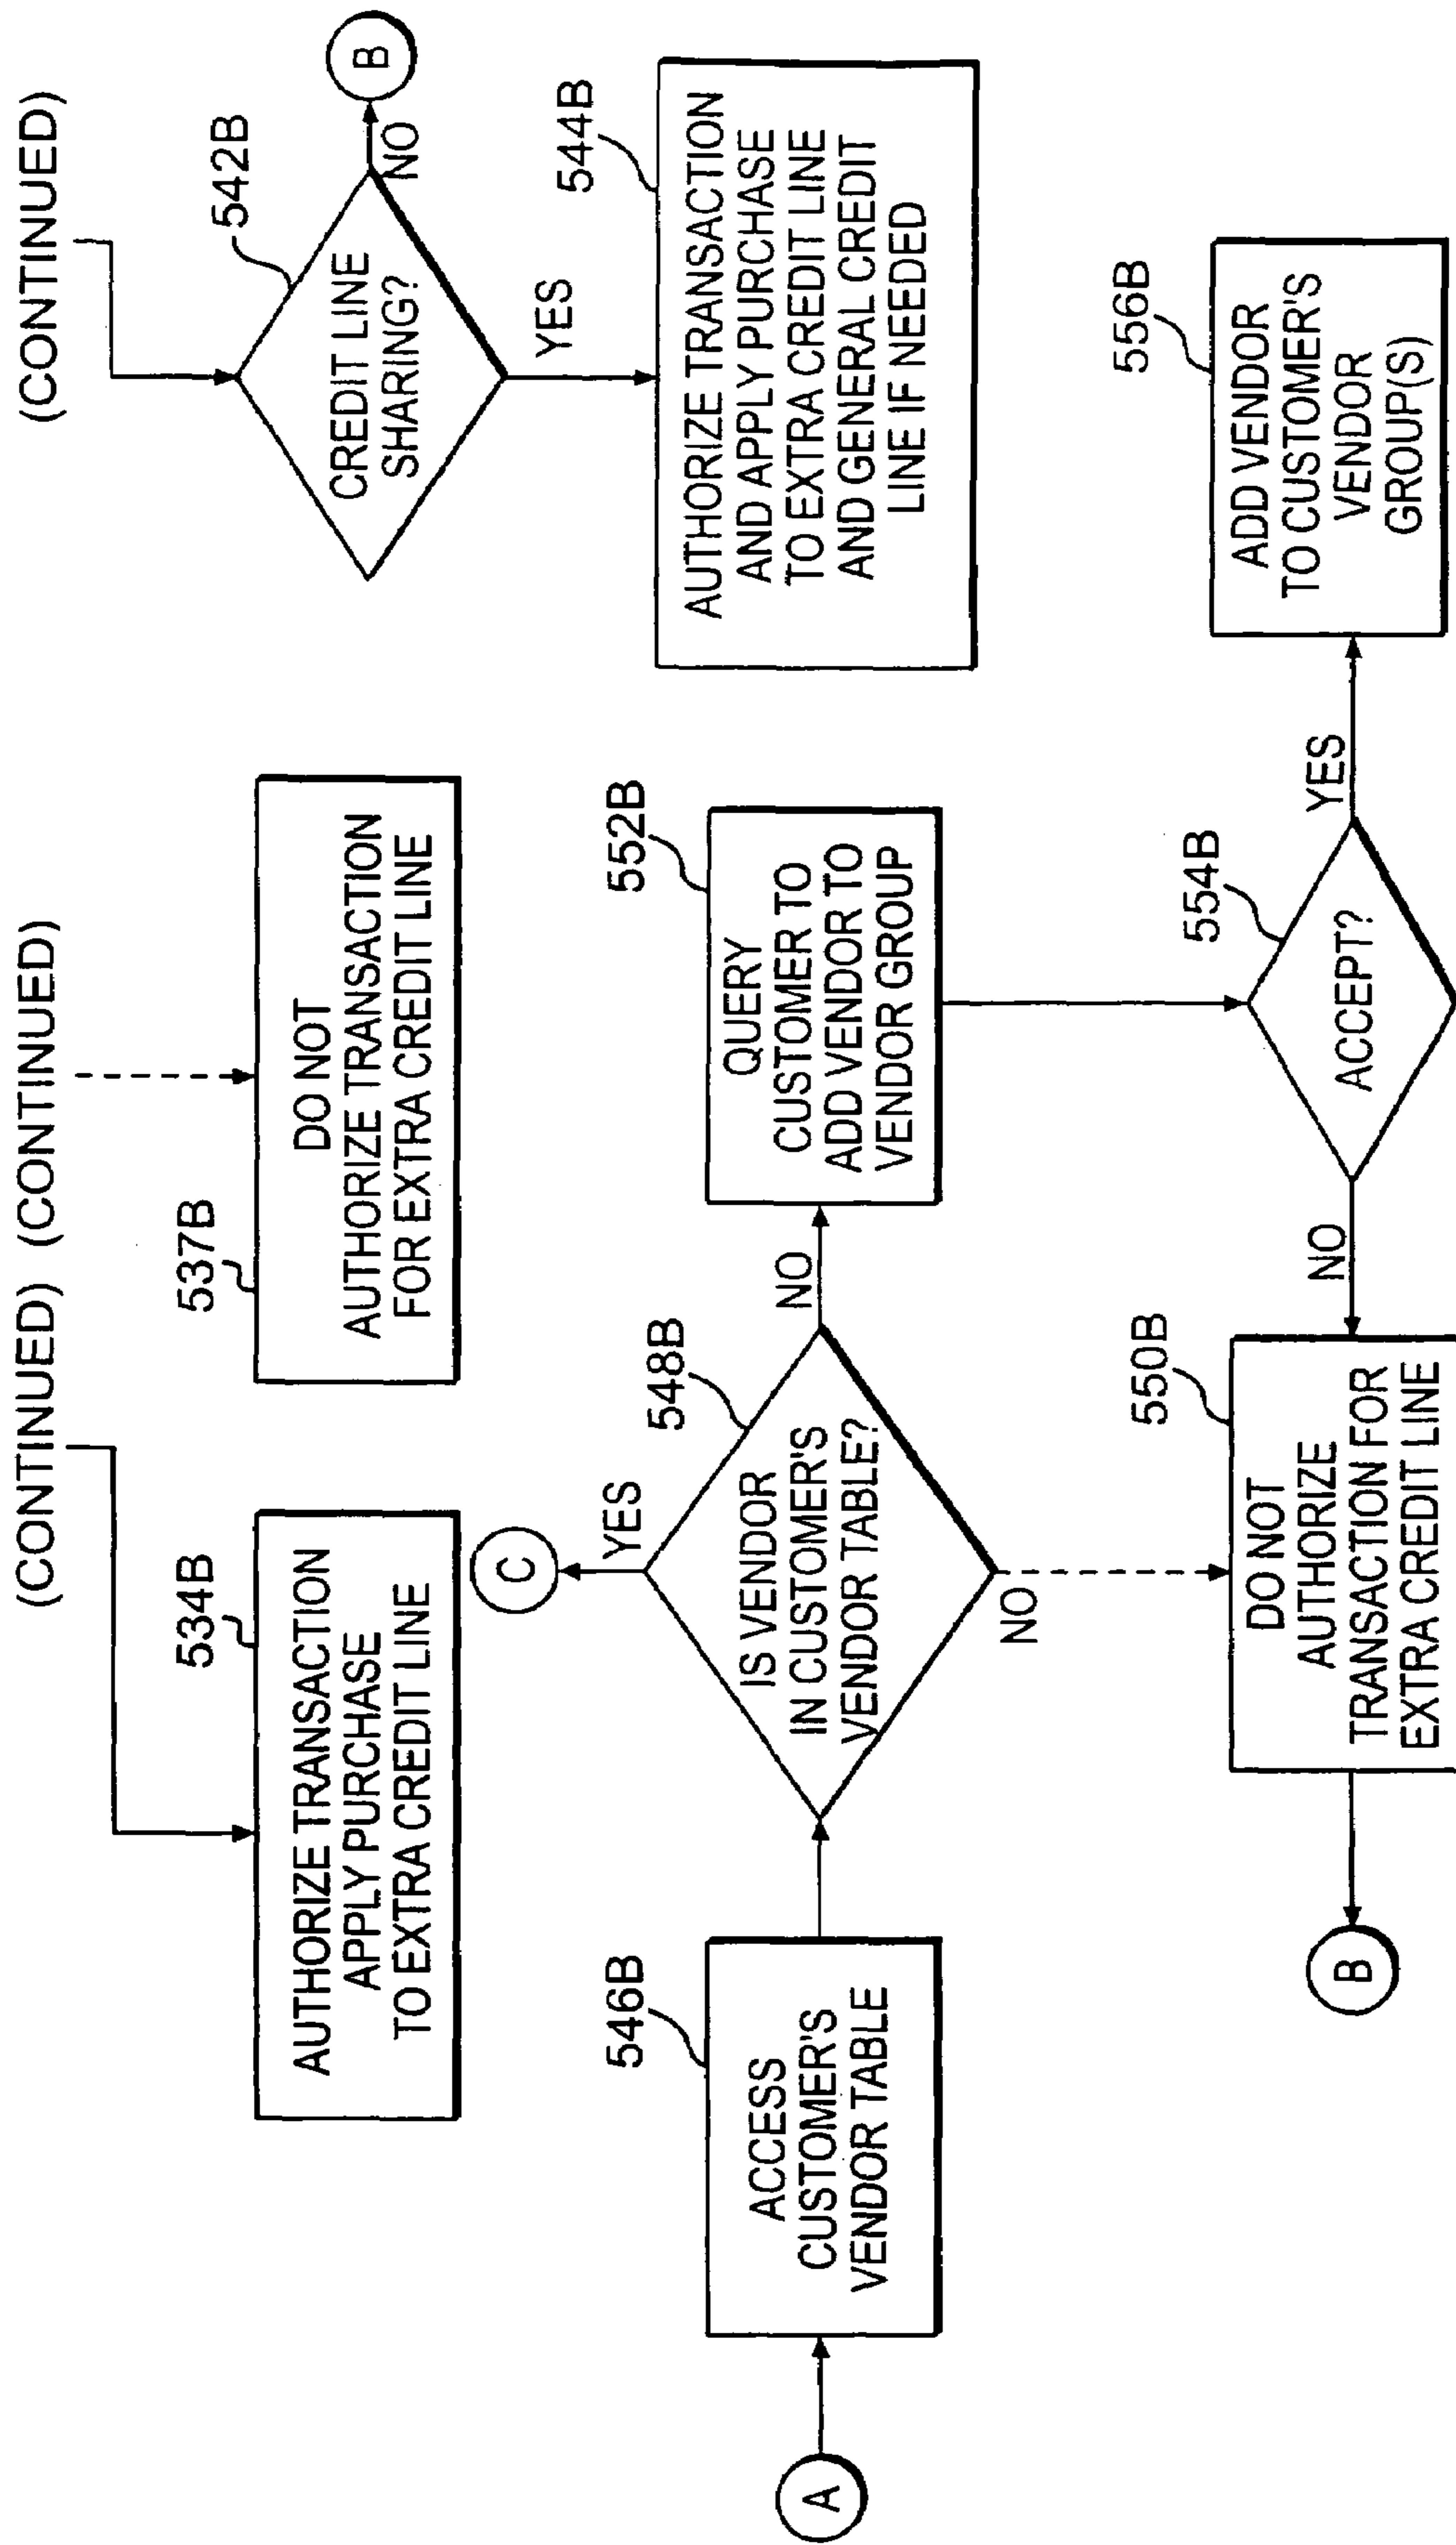 (CONTINUED)
(CONTINUED)
(CONTINUED)
534B
AUTHORIZE TRANSACTION
APPLY PURCHASE
TO EXTRA CREDIT LINE
537B
DO NOT
AUTHORIZE TRANSACTION
FOR EXTRA CREDIT LINE
542B
CREDIT LINE
SHARING?
NO
B
YES
544B
AUTHORIZE TRANSACTION
AND APPLY PURCHASE
TO EXTRA CREDIT LINE
AND GENERAL CREDIT
LINE IF NEEDED
A
546B
ACCESS
CUSTOMER'S
VENDOR TABLE
C
YES
548B
IS VENDOR
IN CUSTOMER'S
VENDOR TABLE?
NO
NO
552B
QUERY
CUSTOMER TO
ADD VENDOR TO
VENDOR GROUP
B
550B
DO NOT
AUTHORIZE
TRANSACTION FOR
EXTRA CREDIT LINE
NO
554B
ACCEPT?
YES
556B
ADD VENDOR
TO CUSTOMER'S
VENDOR
GROUP(S)